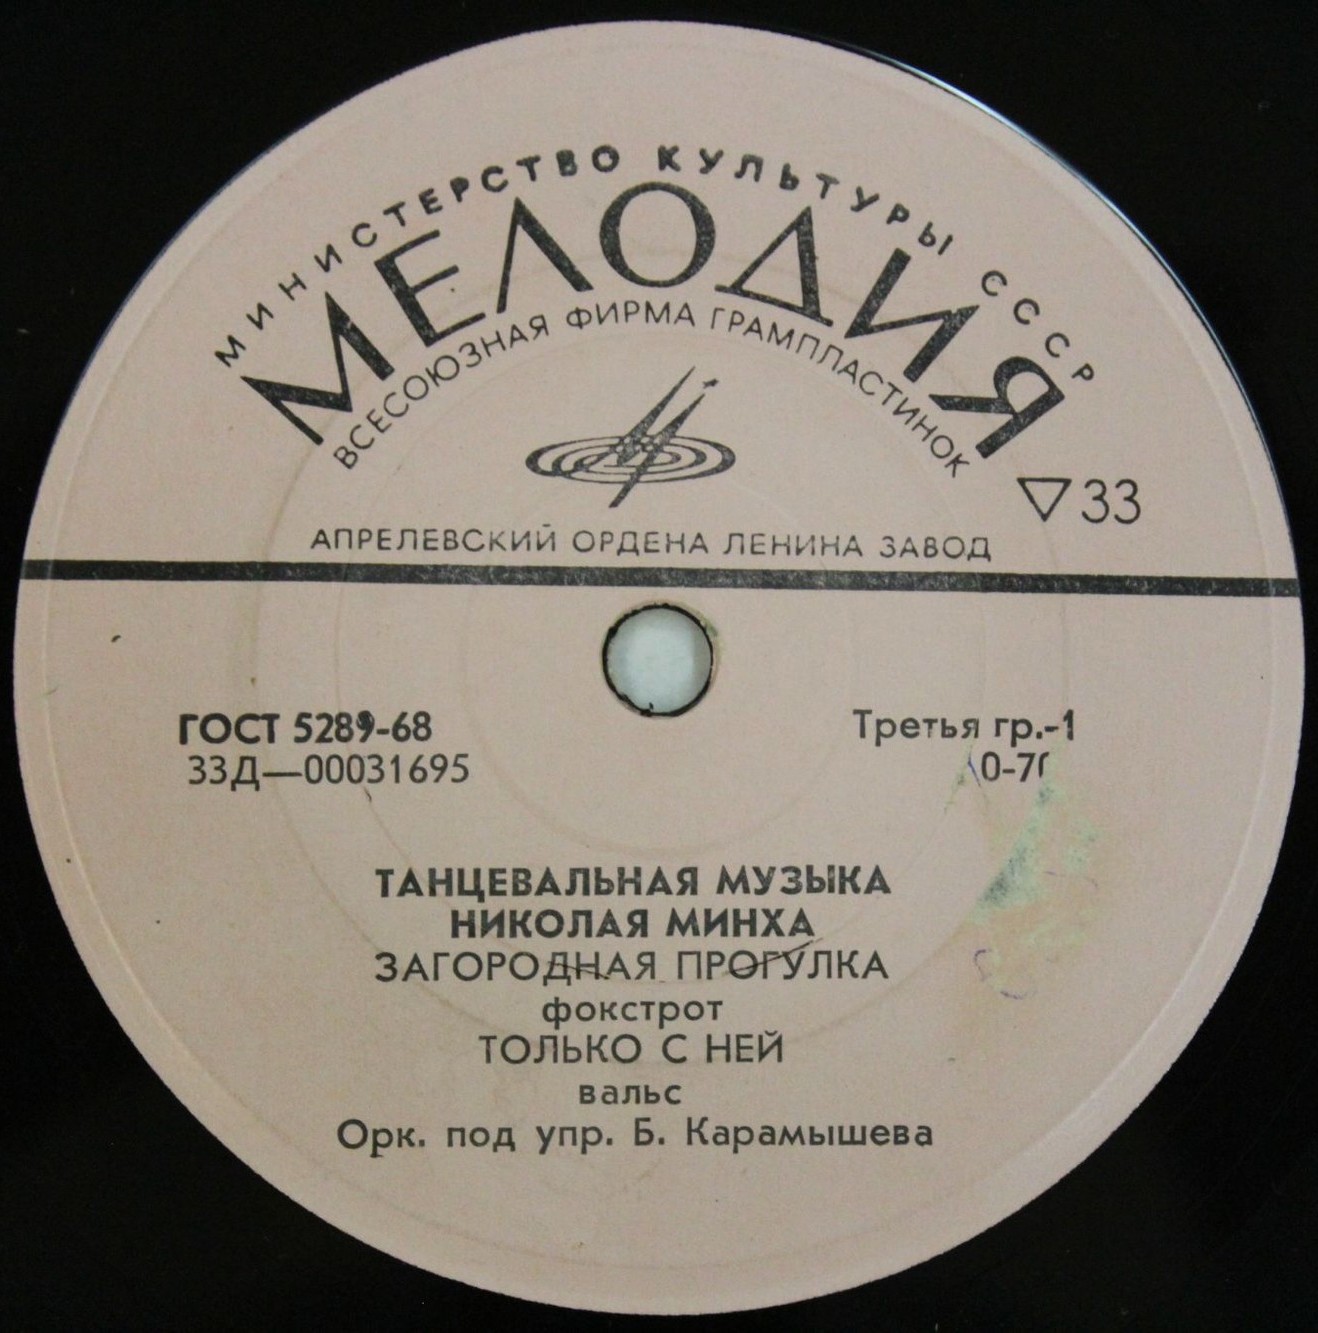 МИНИСТЕРСТВО КУЛЬТУРЫ СССР
МЕЛОДИЯ
ВСЕСОЮЗНАЯ ФИРМА ГРАМПЛАСТИНОК
▽33
АПРЕЛЕВСКИЙ ОРДЕНА ЛЕНИНА ЗАВОД
ГОСТ 5289-68
Третья гр.-1
33Д—00031695
ТАНЦЕВАЛЬНАЯ МУЗЫКА
НИКОЛАЯ МИНХА
ЗАГОРОДНАЯ ПРОГУЛКА
фокстрот
ТОЛЬКО С НЕЙ
вальс
Орк. под упр. Б. Карамышева